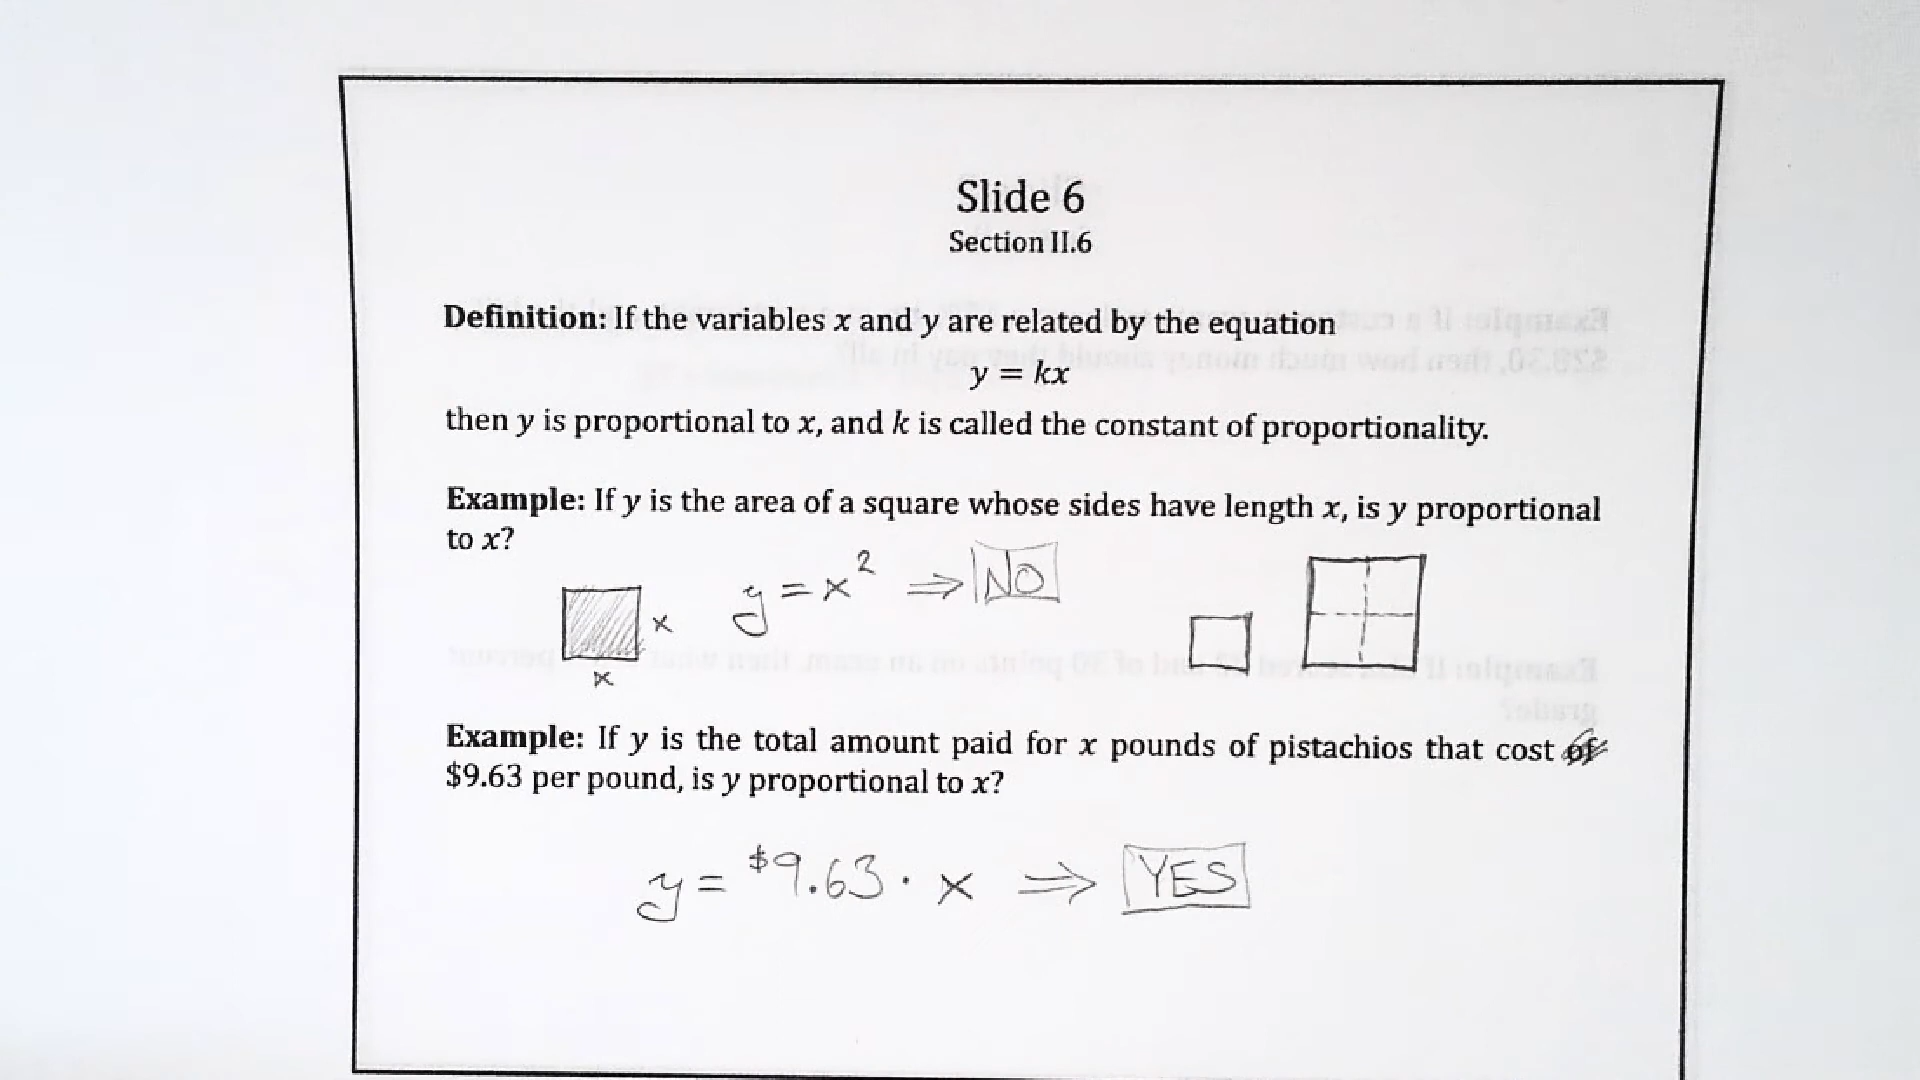 Slide 6
Section II.6
Definition: If the variables x and y are related by the equation
y = kx
then y is proportional to x, and k is called the constant of proportionality.
Example: If y is the area of a square whose sides have length x, is y proportional
to x?
y = x² ⇒ NO
x
x
Example: If y is the total amount paid for x pounds of pistachios that cost of
$9.63 per pound, is y proportional to x?
y = $9.63 · x ⇒ YES